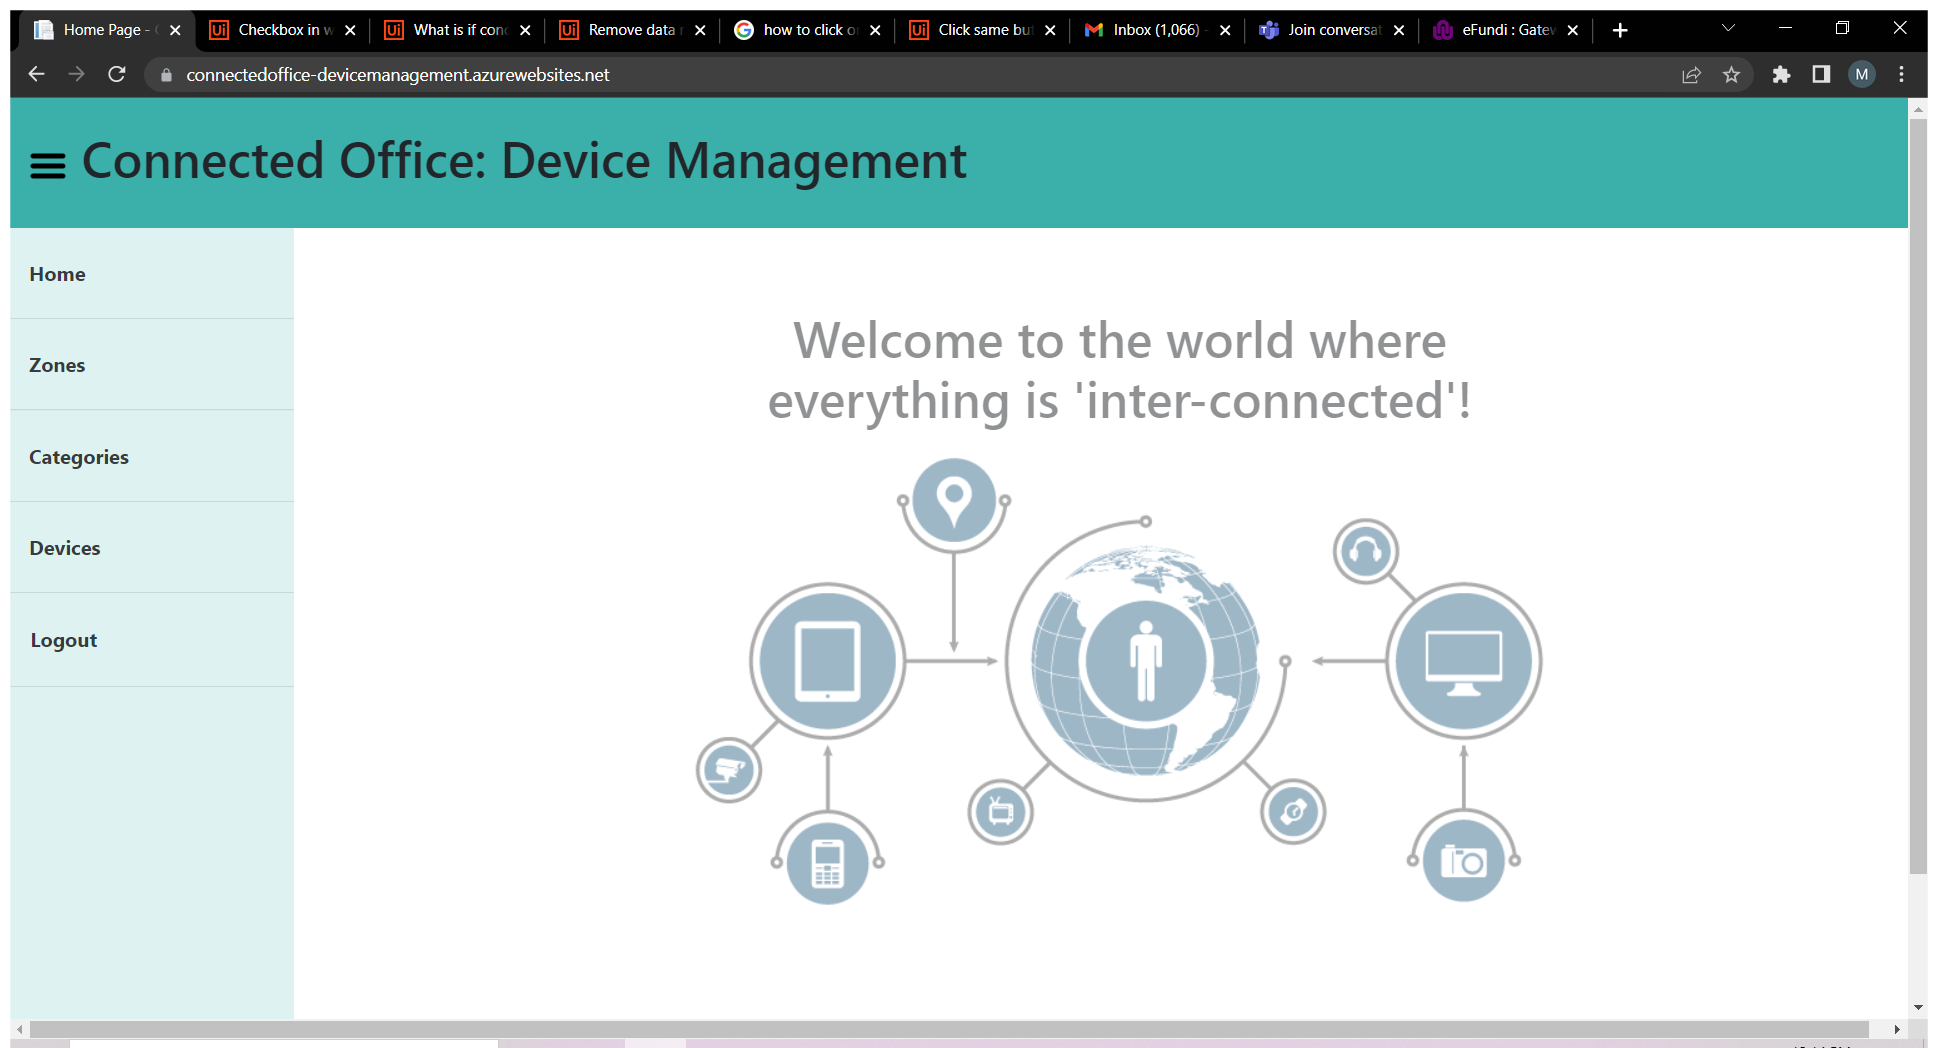 Home Page - Checkbox in w What is if con Remove data how to click o Click same bu Inbox (1,066) - Join conversat eFundi : Gatew
connectedoffice-devicemanagement.azurewebsites.net
M
Connected Office: Device Management
Home
Zones
Categories
Devices
Logout
Welcome to the world where
everything is 'inter-connected'!